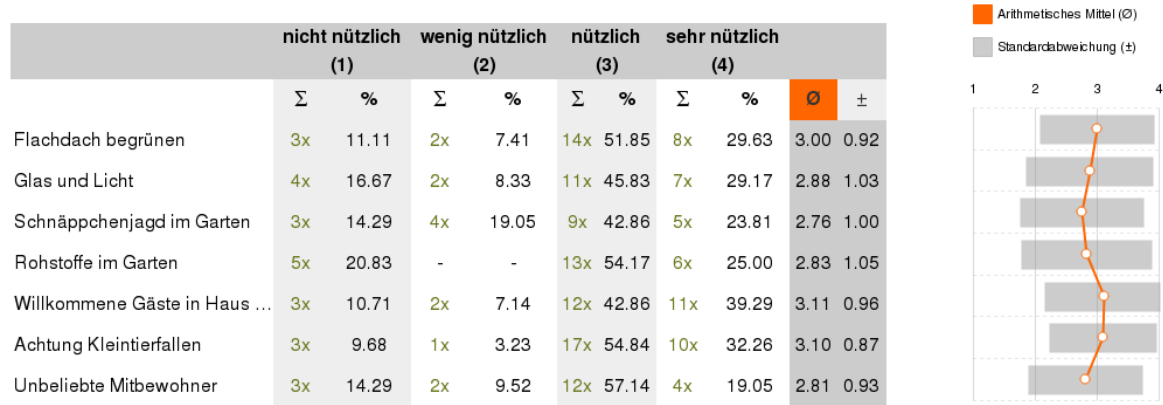 Arithmetisches Mittel (Ø)
Standardabweichung (±)
nicht nützlich wenig nützlich nützlich sehr nützlich
(1) (2) (3) (4)
Σ % Σ % Σ % Σ % Ø ±
1 2 3 4
Flachdach begrünen 3x 11.11 2x 7.41 14x 51.85 8x 29.63 3.00 0.92
Glas und Licht 4x 16.67 2x 8.33 11x 45.83 7x 29.17 2.88 1.03
Schnäppchenjagd im Garten 3x 14.29 4x 19.05 9x 42.86 5x 23.81 2.76 1.00
Rohstoffe im Garten 5x 20.83 - - 13x 54.17 6x 25.00 2.83 1.05
Willkommene Gäste in Haus ... 3x 10.71 2x 7.14 12x 42.86 11x 39.29 3.11 0.96
Achtung Kleintierfallen 3x 9.68 1x 3.23 17x 54.84 10x 32.26 3.10 0.87
Unbeliebte Mitbewohner 3x 14.29 2x 9.52 12x 57.14 4x 19.05 2.81 0.93